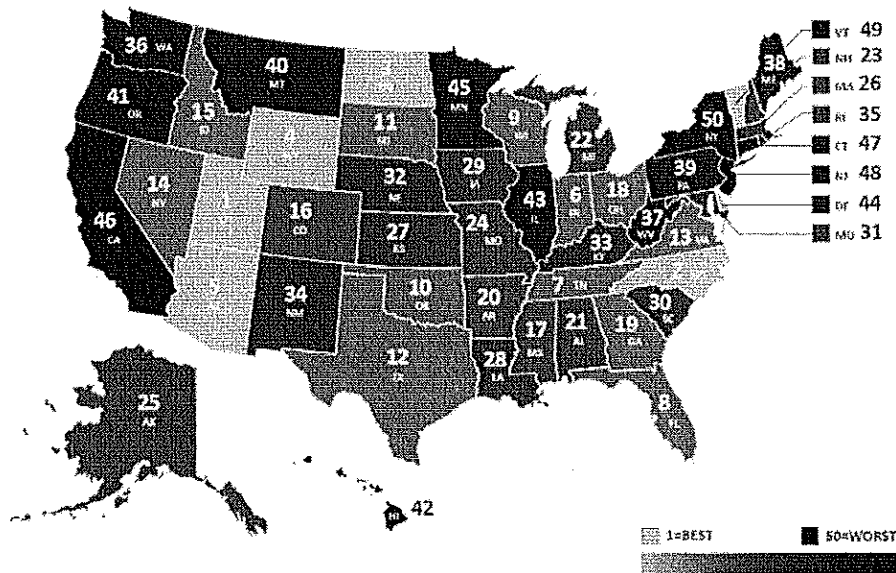 36 WA
40
MT
45
MN
38
ME
VT 49
NH 23
MA 26
RI 35
CT 47
NJ 48
DE 44
MD 31
41
OR
15
ID
4
11
SD
9
WI
22
MI
50
NY
14
NV
1
16
CO
32
NE
29
IA
43
IL
6
IN
18
OH
39
PA
37
WV
13 VA
46
CA
27
KS
24 MO
33
KY
7 TN
2
34
NM
10
OK
20
AR
30
SC
12
TX
28
LA
17
MS
21
AL
19
GA
8
FL
25
AK
HI 42
1=BEST
50=WORST